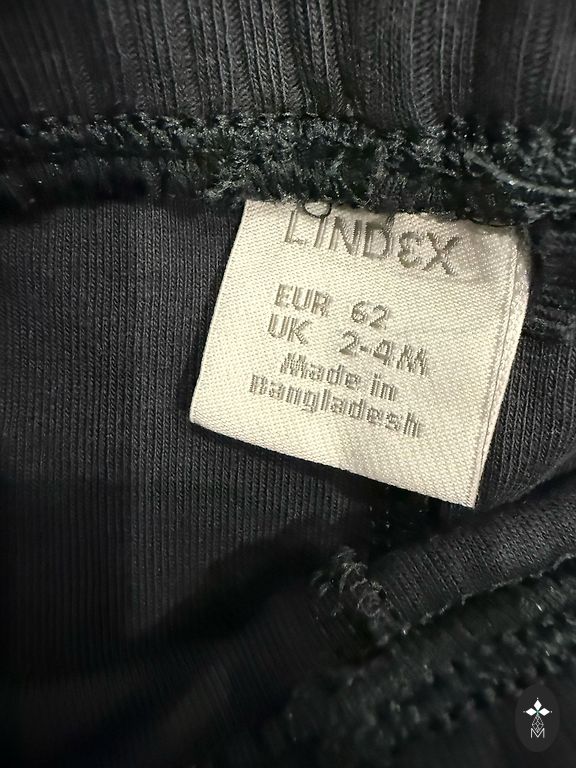 LINDEX
EUR 62
UK 2-4M
Made in
Bangladesh
M